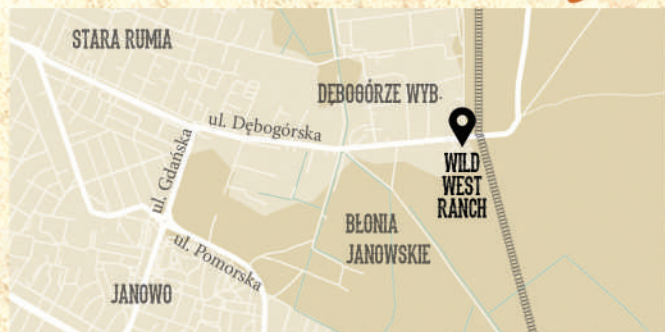 STARA RUMIA
DĘBOGÓRZE WYB.
ul. Dębogórska
ul. Gdańska
WILD
WEST
RANCH
BŁONIA
JANOWSKIE
ul. Pomorska
JANOWO